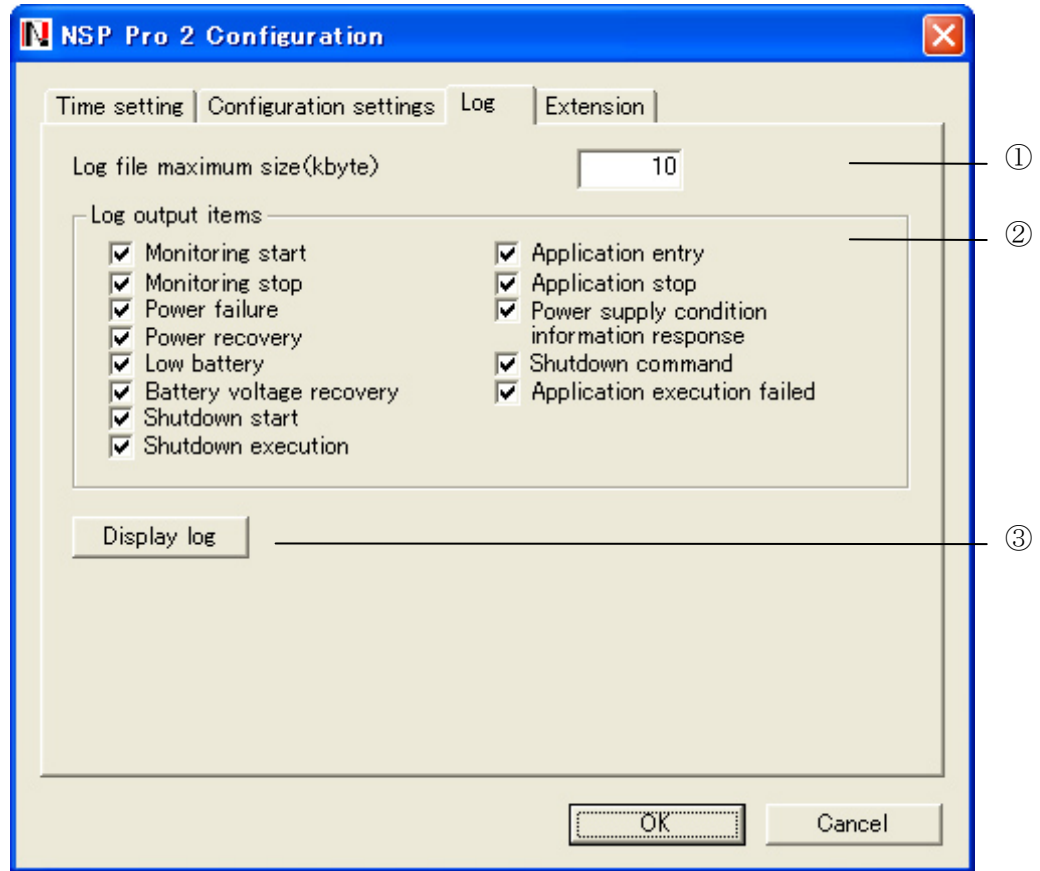 NSP Pro 2 Configuration
Time setting
Configuration settings
Log
Extension
Log file maximum size(kbyte)
10
①
Log output items
②
Monitoring start
Monitoring stop
Power failure
Power recovery
Low battery
Battery voltage recovery
Shutdown start
Shutdown execution
Application entry
Application stop
Power supply condition
information response
Shutdown command
Application execution failed
Display log
③
OK
Cancel